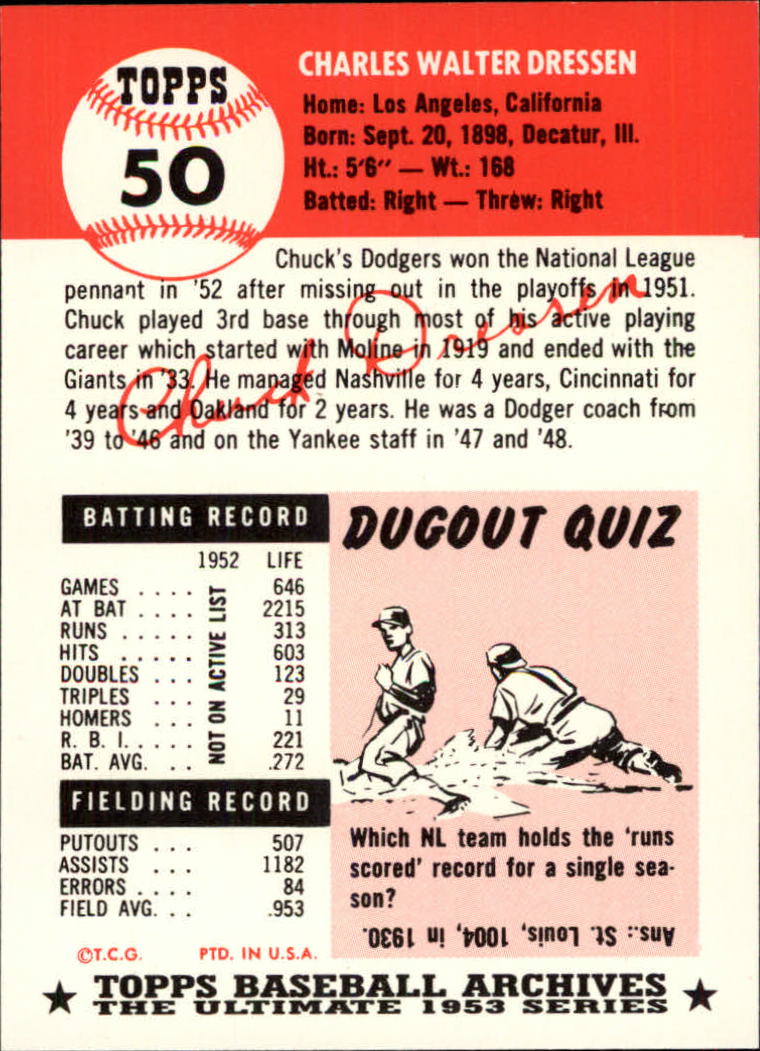 TOPPS
50
CHARLES WALTER DRESSEN
Home: Los Angeles, California
Born: Sept. 20, 1898, Decatur, Ill.
Ht.: 5'6" — Wt.: 168
Batted: Right — Threw: Right
Chuck's Dodgers won the National League
pennant in '52 after missing out in the playoffs in 1951.
Chuck played 3rd base through most of his active playing
career which started with Moline in 1919 and ended with the
Giants in '33. He managed Nashville for 4 years, Cincinnati for
4 years and Oakland for 2 years. He was a Dodger coach from
'39 to '46 and on the Yankee staff in '47 and '48.
Chuck Dressen
BATTING RECORD
1952 LIFE
GAMES . . . . 646
AT BAT . . . . 2215
RUNS . . . . . 313
HITS . . . . . 603
DOUBLES . . . 123
TRIPLES . . . 29
HOMERS . . . 11
R. B. I. . . . . . 221
BAT. AVG. . . .272
NOT ON ACTIVE LIST
FIELDING RECORD
PUTOUTS . . . 507
ASSISTS . . . 1182
ERRORS . . . . 84
FIELD AVG. . . .953
DUGOUT QUIZ
Which NL team holds the 'runs
scored' record for a single sea-
son?
Ans.: St. Louis, 1004, in 1930.
©T.C.G. PTD. IN U.S.A.
TOPPS BASEBALL ARCHIVES
THE ULTIMATE 1953 SERIES